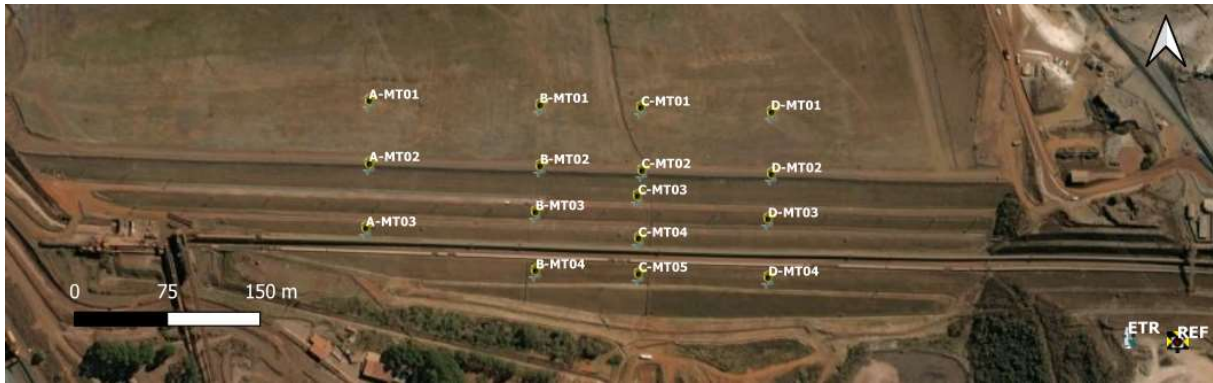 A-MT01
B-MT01
C-MT01
D-MT01
A-MT02
B-MT02
C-MT02
D-MT02
C-MT03
B-MT03
D-MT03
A-MT03
C-MT04
B-MT04
C-MT05
D-MT04
0 75 150 m
ETR
REF